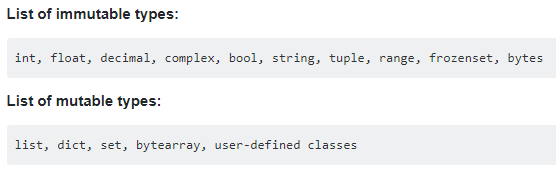 List of immutable types:
int, float, decimal, complex, bool, string, tuple, range, frozenset, bytes
List of mutable types:
list, dict, set, bytearray, user-defined classes